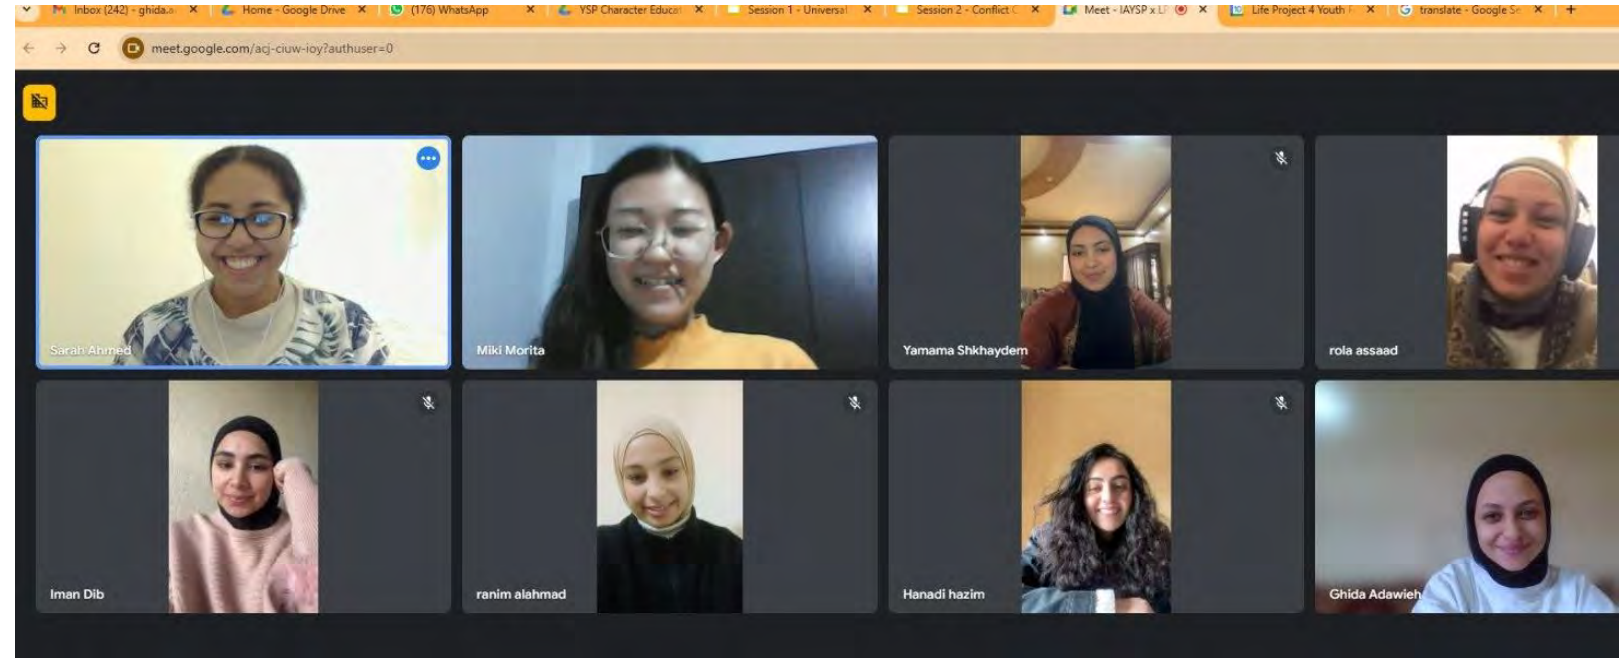 Inbox (242) - ghida.a
Home - Google Drive
(176) WhatsApp
YSP Character Educat
Session 1 - Universal
Session 2 - Conflict C
Meet - IAYSP x L
Life Project 4 Youth
translate - Google Se
meet.google.com/acj-ciuw-ioy?authuser=0
Sarah Ahmed
Miki Morita
Yamama Shkhaydem
rola assaad
Iman Dib
ranim alahmad
Hanadi hazim
Ghida Adawieh